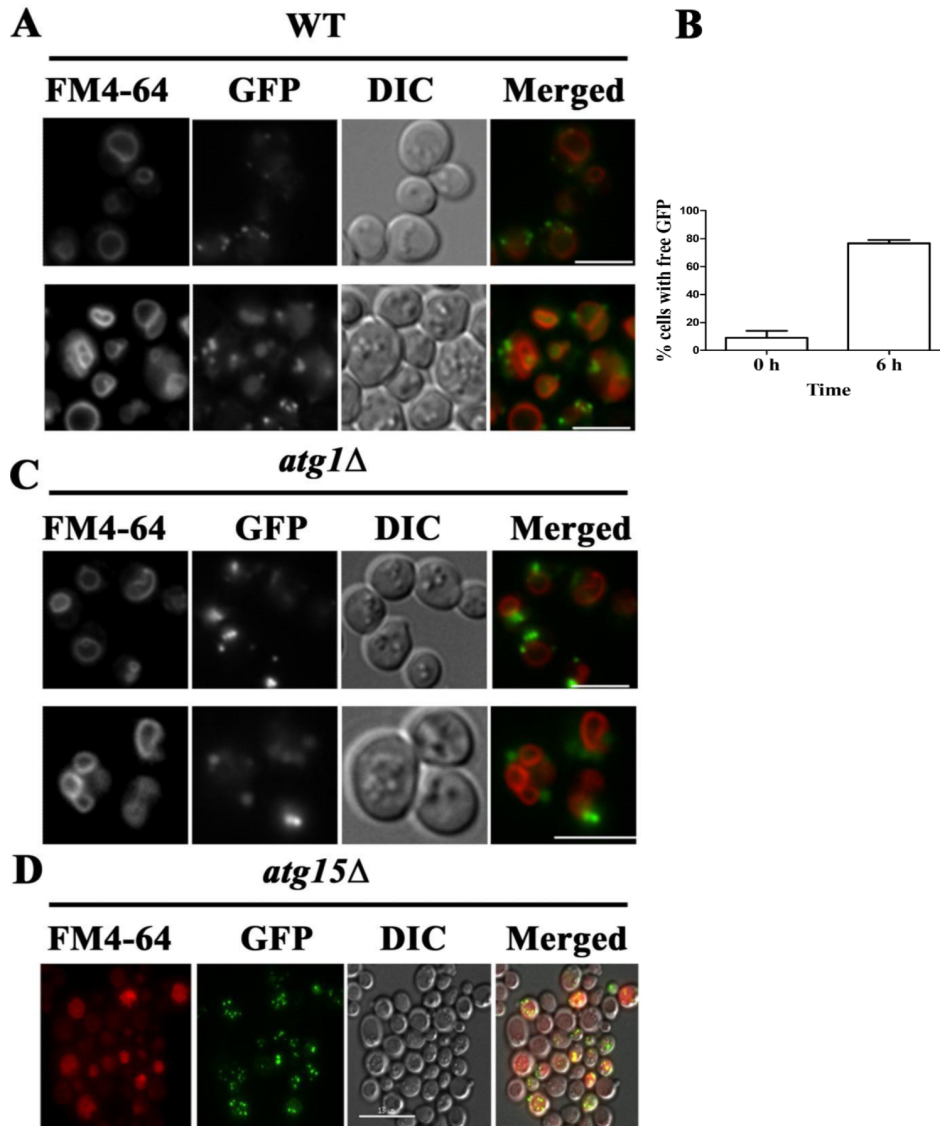 A
WT
FM4-64 GFP DIC Merged
B
% cells with free GFP
100
80
60
40
20
0
0 h 6 h
Time
C
atg1Δ
FM4-64 GFP DIC Merged
D
atg15Δ
FM4-64 GFP DIC Merged